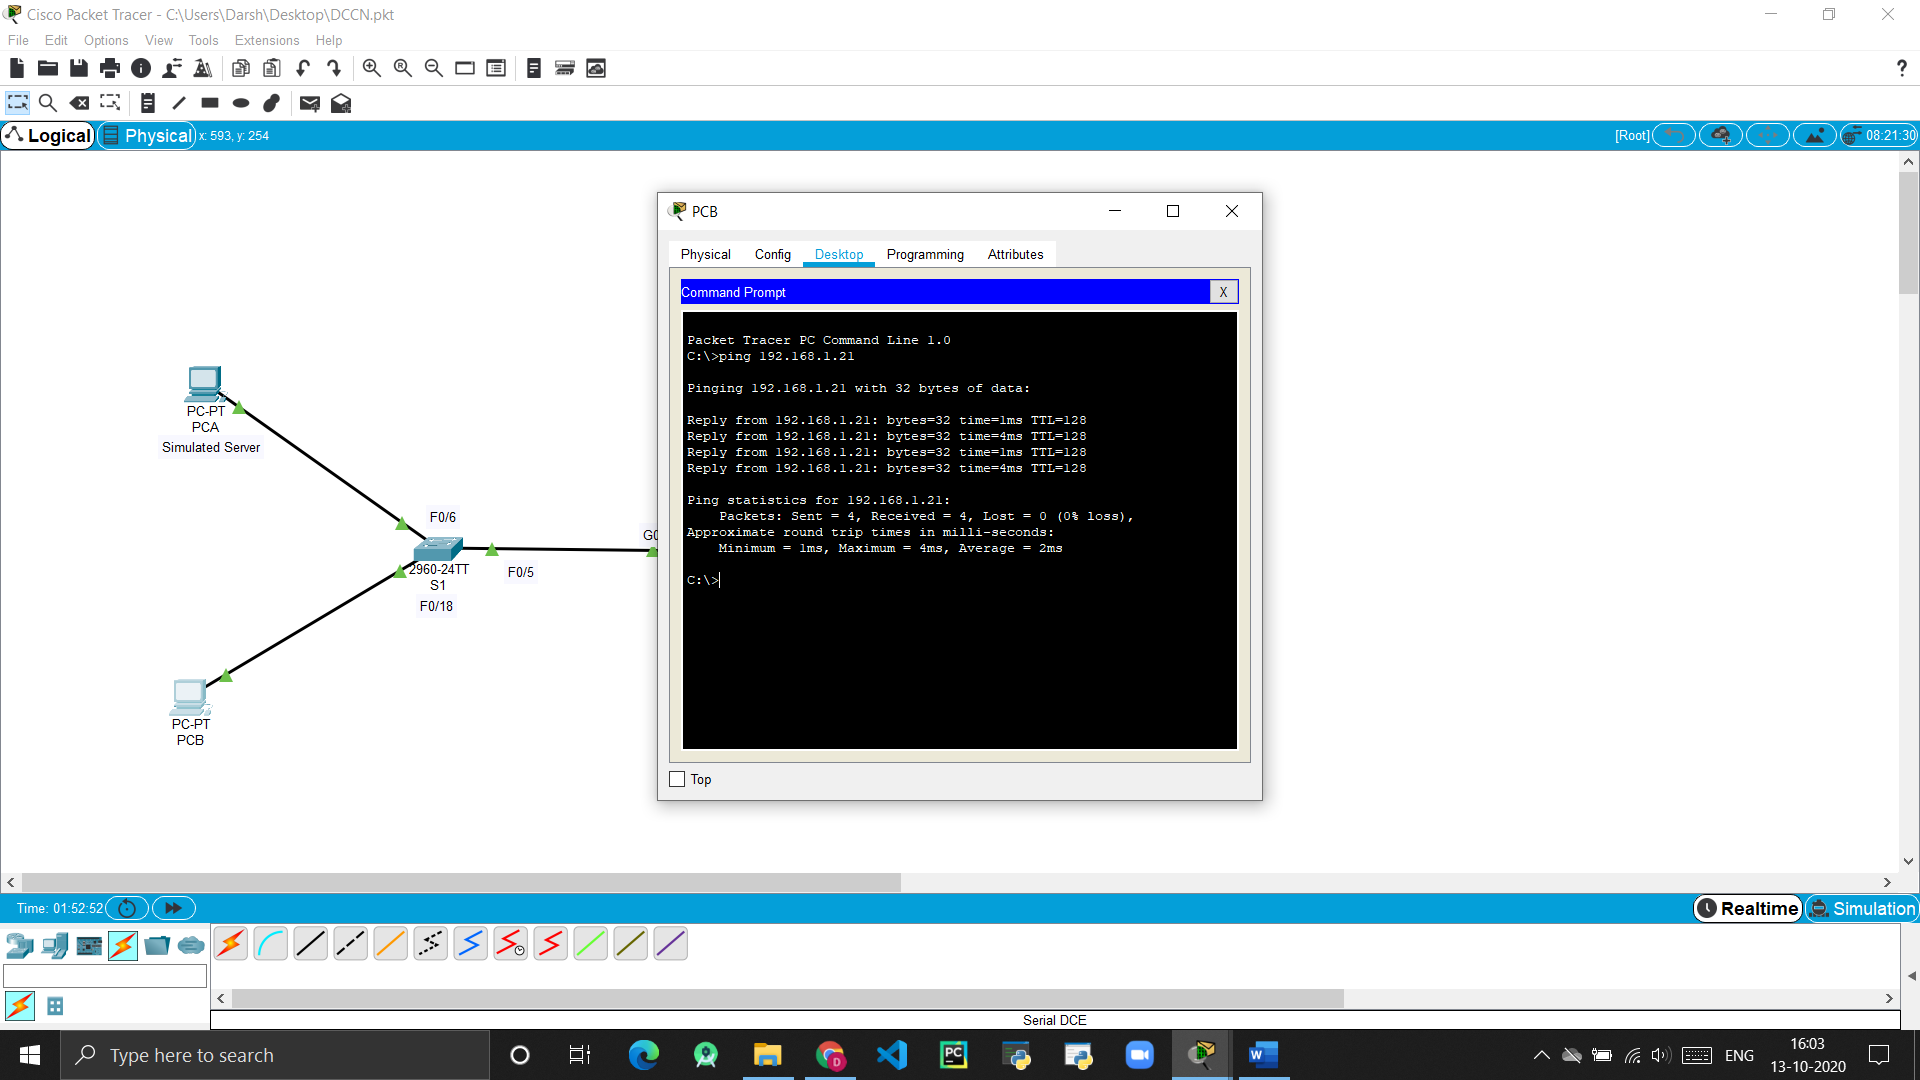 Cisco Packet Tracer - C:\Users\Darsh\Desktop\DCCN.pkt
File Edit Options View Tools Extensions Help
?
Logical Physical x: 593, y: 254 [Root] 08:21:30
PCB
Physical Config Desktop Programming Attributes
Command Prompt X
Packet Tracer PC Command Line 1.0
C:\>ping 192.168.1.21
Pinging 192.168.1.21 with 32 bytes of data:
Reply from 192.168.1.21: bytes=32 time=1ms TTL=128
Reply from 192.168.1.21: bytes=32 time=4ms TTL=128
Reply from 192.168.1.21: bytes=32 time=1ms TTL=128
Reply from 192.168.1.21: bytes=32 time=4ms TTL=128
Ping statistics for 192.168.1.21:
Packets: Sent = 4, Received = 4, Lost = 0 (0% loss),
Approximate round trip times in milli-seconds:
Minimum = 1ms, Maximum = 4ms, Average = 2ms
C:\>
Top
PC-PT
PCA
Simulated Server
F0/6
G0
2960-24TT
S1
F0/5
F0/18
PC-PT
PCB
Time: 01:52:52
Realtime Simulation
Serial DCE
Type here to search
ENG
16:03
13-10-2020